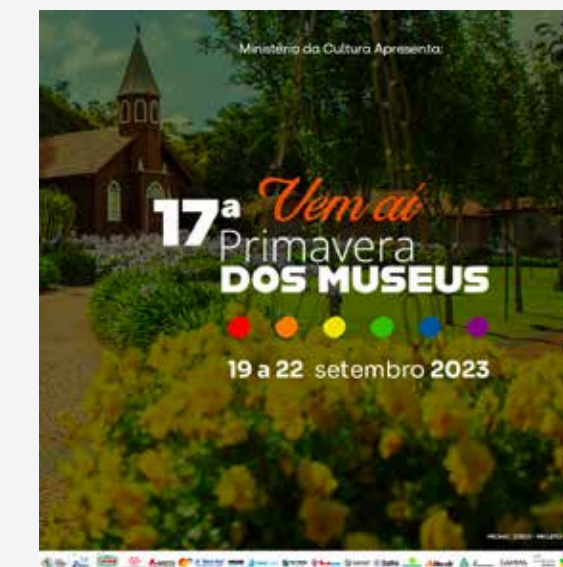 Ministério da Cultura Apresenta:
Vem aí
17ª
Primavera
DOS MUSEUS
19 a 22 setembro 2023